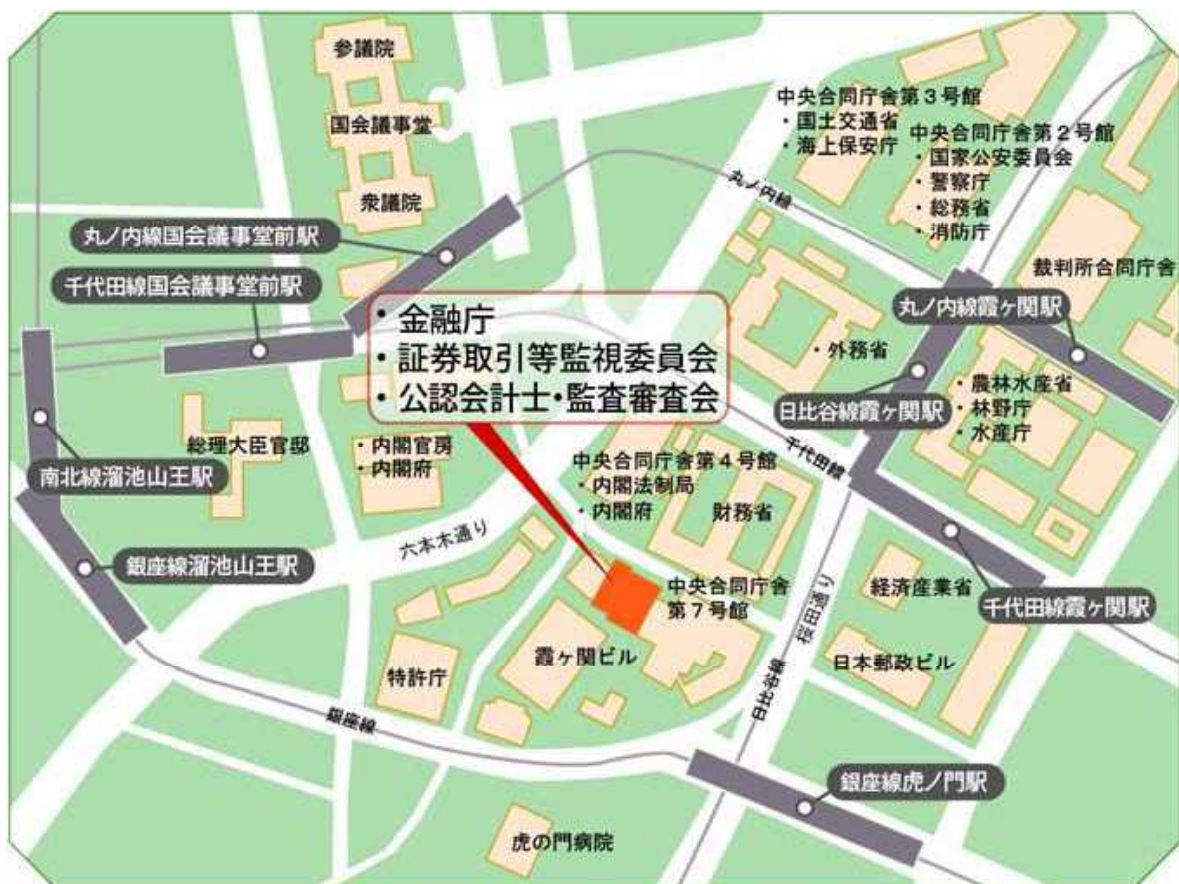 参議院
国会議事堂
衆議院
中央合同庁舎第3号館
・国土交通省
・海上保安庁
中央合同庁舎第2号館
・国家公安委員会
・警察庁
・総務省
・消防庁
丸ノ内線
裁判所合同庁舎
丸ノ内線国会議事堂前駅
千代田線国会議事堂前駅
丸ノ内線霞ヶ関駅
・金融庁
・証券取引等監視委員会
・公認会計士・監査審査会
・外務省
日比谷線霞ヶ関駅
・農林水産省
・林野庁
・水産庁
総理大臣官邸
・内閣官房
・内閣府
南北線溜池山王駅
中央合同庁舎第4号館
・内閣法制局
・内閣府
財務省
千代田線
六本木通り
銀座線溜池山王駅
中央合同庁舎
第7号館
経済産業省
千代田線霞ヶ関駅
桜田通り
霞ヶ関ビル
特許庁
日本郵政ビル
日比谷線
銀座線
銀座線虎ノ門駅
虎の門病院